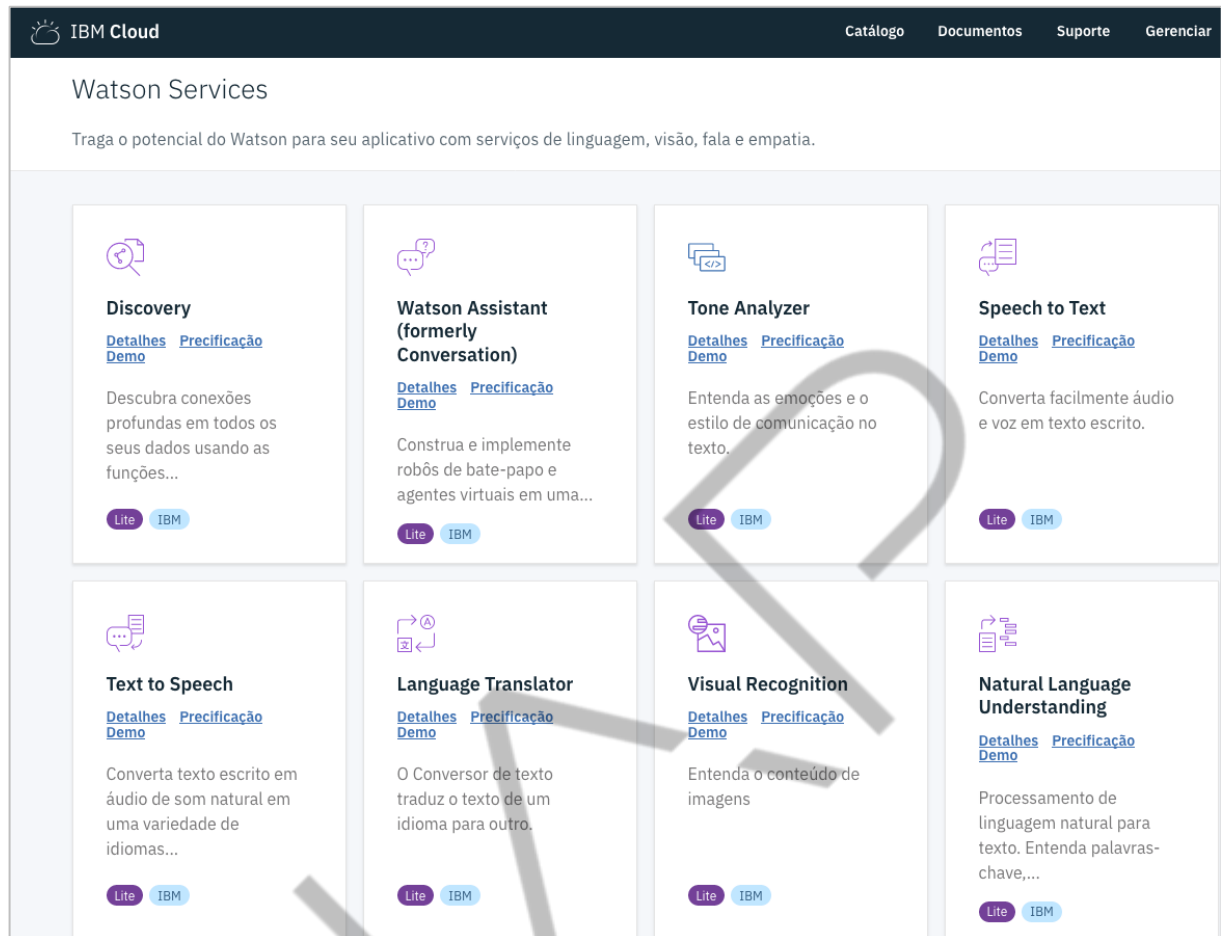 IBM Cloud
Catálogo Documentos Suporte Gerenciar
Watson Services
Traga o potencial do Watson para seu aplicativo com serviços de linguagem, visão, fala e empatia.
Discovery
Detalhes Precificação
Demo
Descubra conexões
profundas em todos os
seus dados usando as
funções...
Lite IBM
Watson Assistant
(formerly
Conversation)
Detalhes Precificação
Demo
Construa e implemente
robôs de bate-papo e
agentes virtuais em uma...
Lite IBM
Tone Analyzer
Detalhes Precificação
Demo
Entenda as emoções e o
estilo de comunicação no
texto.
Lite IBM
Speech to Text
Detalhes Precificação
Demo
Converta facilmente áudio
e voz em texto escrito.
Lite IBM
Text to Speech
Detalhes Precificação
Demo
Converta texto escrito em
áudio de som natural em
uma variedade de
idiomas...
Lite IBM
Language Translator
Detalhes Precificação
Demo
O Conversor de texto
traduz o texto de um
idioma para outro.
Lite IBM
Visual Recognition
Detalhes Precificação
Demo
Entenda o conteúdo de
imagens
Lite IBM
Natural Language
Understanding
Detalhes Precificação
Demo
Processamento de
linguagem natural para
texto. Entenda palavras-
chave,...
Lite IBM